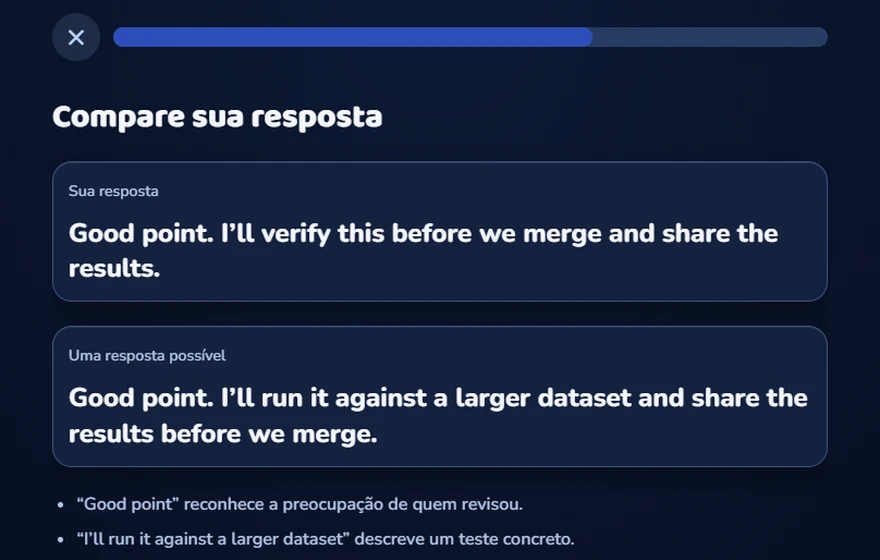 Compare sua resposta
Sua resposta
Good point. I’ll verify this before we merge and share the
results.
Uma resposta possível
Good point. I’ll run it against a larger dataset and share the
results before we merge.
• “Good point” reconhece a preocupação de quem revisou.
• “I’ll run it against a larger dataset” descreve um teste concreto.